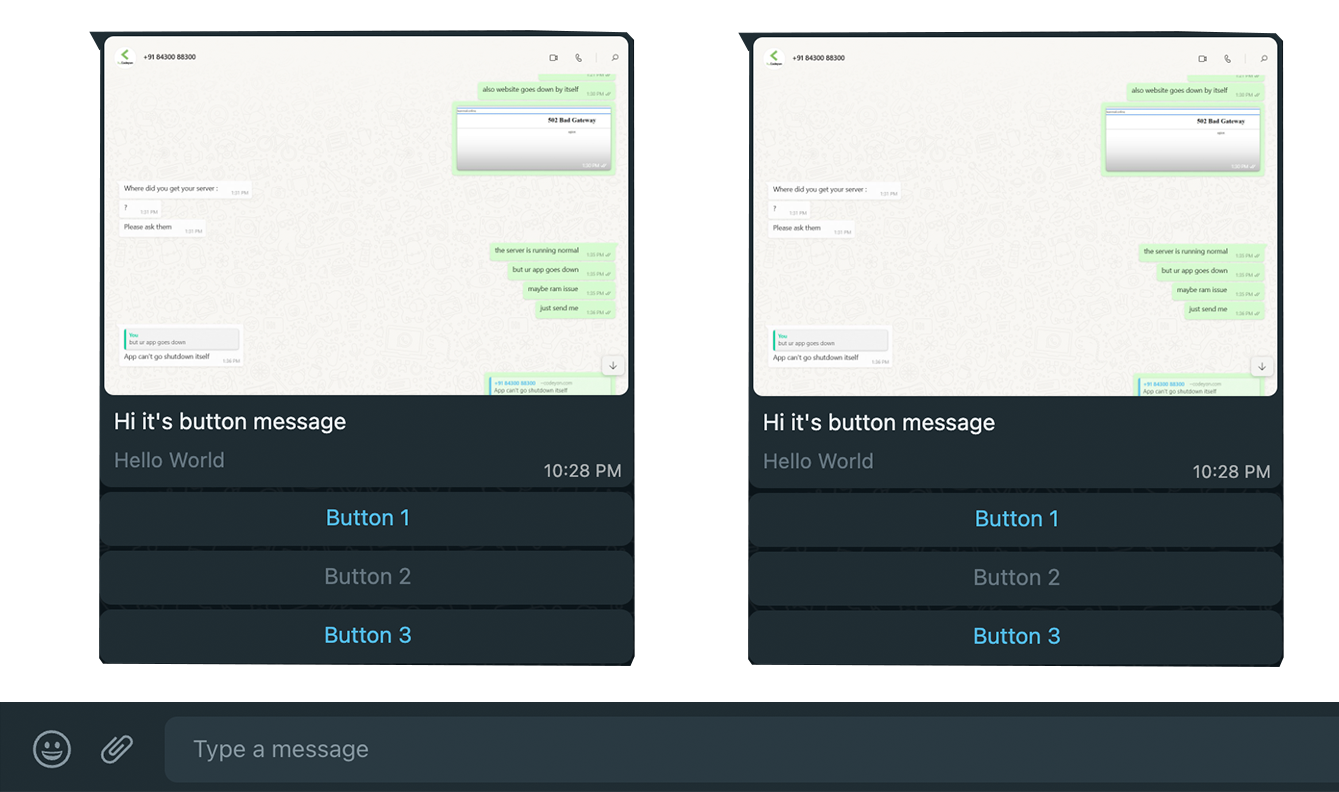 +91 84300 88300
also website goes down by itself
1:30 PM
502 Bad Gateway
1:30 PM
Where did you get your server :
1:31 PM
?
1:31 PM
Please ask them
1:31 PM
the server is running normal
1:35 PM
but ur app goes down
1:35 PM
maybe ram issue
1:35 PM
just send me
1:36 PM
You
but ur app goes down
App can't go shutdown itself
1:36 PM
+91 84300 88300 ~codeyon.com
App can't go shutdown itself
Hi it's button message
Hello World
10:28 PM
Button 1
Button 2
Button 3
+91 84300 88300
also website goes down by itself
1:30 PM
502 Bad Gateway
1:30 PM
Where did you get your server :
1:31 PM
?
1:31 PM
Please ask them
1:31 PM
the server is running normal
1:35 PM
but ur app goes down
1:35 PM
maybe ram issue
1:35 PM
just send me
1:36 PM
You
but ur app goes down
App can't go shutdown itself
1:36 PM
+91 84300 88300 ~codeyon.com
App can't go shutdown itself
Hi it's button message
Hello World
10:28 PM
Button 1
Button 2
Button 3
Type a message